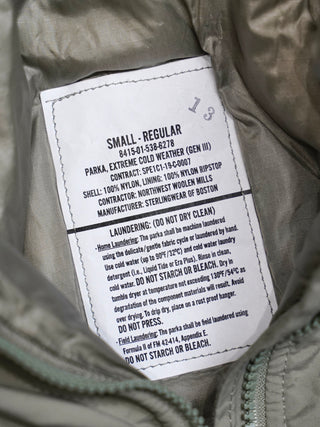 13
SMALL - REGULAR
8415-01-538-6278
PARKA, EXTREME COLD WEATHER (GEN III)
CONTRACT: SPE1C1-19-C-0007
SHELL: 100% NYLON, LINING: 100% NYLON RIPSTOP
CONTRACTOR: NORTHWEST WOOLEN MILLS
MANUFACTURER: STERLINGWEAR OF BOSTON
LAUNDERING: (DO NOT DRY CLEAN)
- Home Laundering: The parka shall be machine laundered
using the delicate/gentle fabric cycle or laundered by hand.
Use cold water (up to 90°F/32°C) and cold water laundry
detergent (i.e., Liquid Tide or Era Plus). Rinse in clean,
cold water. DO NOT STARCH OR BLEACH. Dry in
tumble dryer at temperature not exceeding 130°F/54°C as
degradation of the component materials will result. Avoid
over drying. To drip dry, place on a rust proof hanger.
DO NOT PRESS.
- Field Laundering: The parka shall be field laundered using
Formula II of FM 42-414, Appendix E.
DO NOT STARCH OR BLEACH.